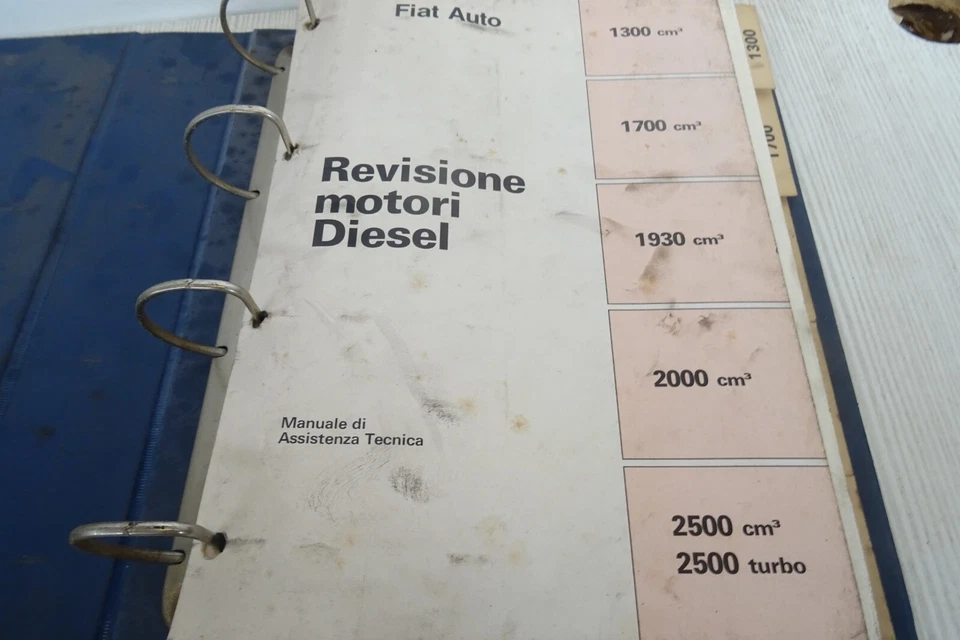 Fiat Auto
Revisione
motori
Diesel
Manuale di
Assistenza Tecnica
1300 cm³
1700 cm³
1930 cm³
2000 cm³
2500 cm³
2500 turbo
1300
1700